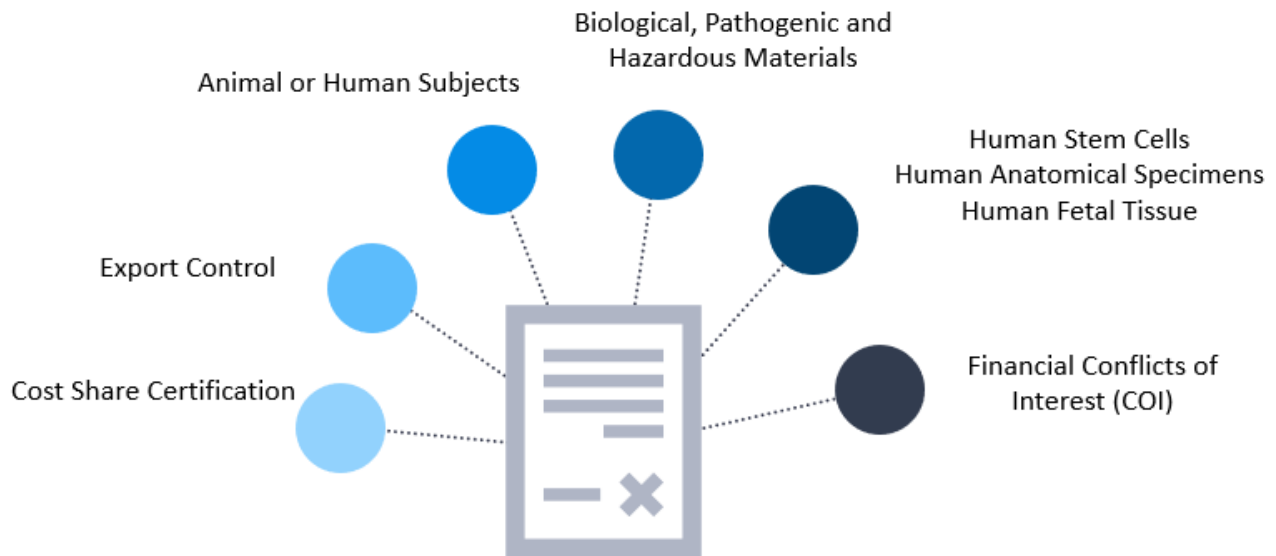 Biological, Pathogenic and
Hazardous Materials
Animal or Human Subjects
Human Stem Cells
Human Anatomical Specimens
Human Fetal Tissue
Export Control
Financial Conflicts of
Interest (COI)
Cost Share Certification